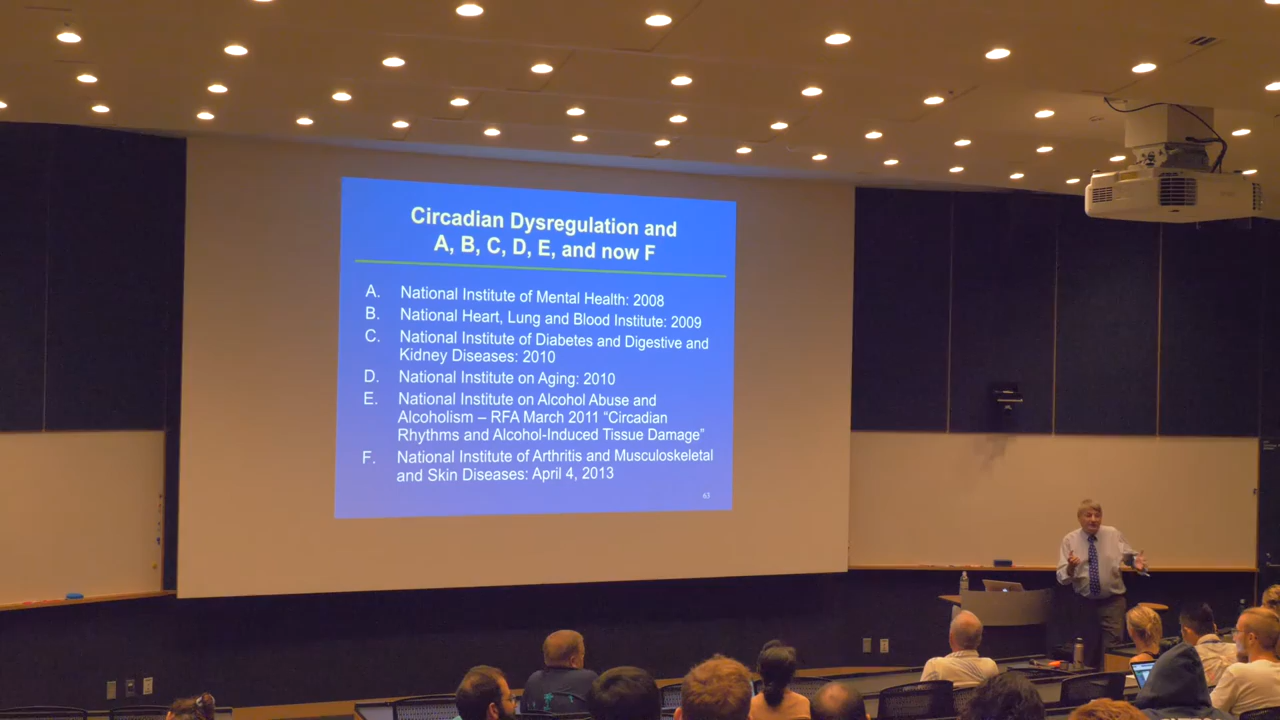 Circadian Dysregulation and
A, B, C, D, E, and now F
A. National Institute of Mental Health: 2008
B. National Heart, Lung and Blood Institute: 2009
C. National Institute of Diabetes and Digestive and
Kidney Diseases: 2010
D. National Institute on Aging: 2010
E. National Institute on Alcohol Abuse and
Alcoholism – RFA March 2011 “Circadian
Rhythms and Alcohol-Induced Tissue Damage”
F. National Institute of Arthritis and Musculoskeletal
and Skin Diseases: April 4, 2013
63